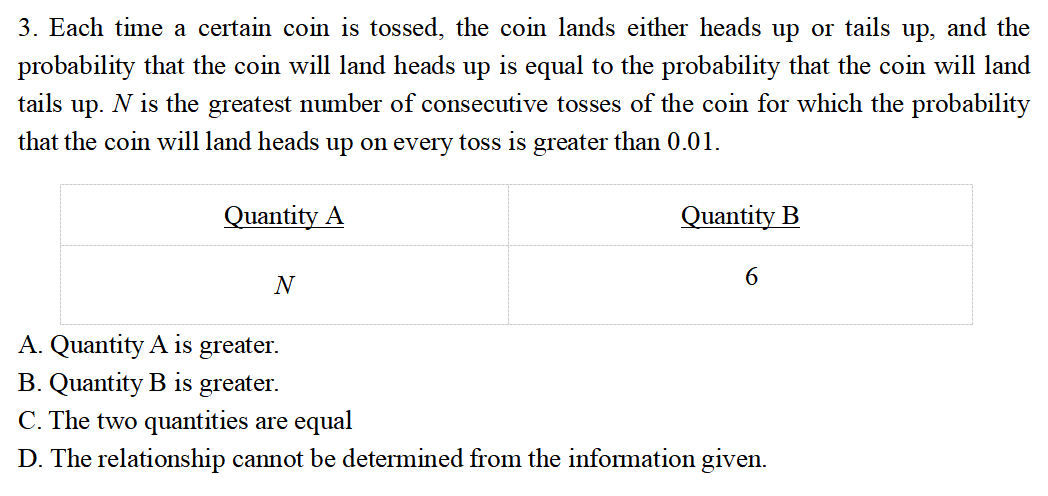 3. Each time a certain coin is tossed, the coin lands either heads up or tails up, and the
probability that the coin will land heads up is equal to the probability that the coin will land
tails up. N is the greatest number of consecutive tosses of the coin for which the probability
that the coin will land heads up on every toss is greater than 0.01.
Quantity A Quantity B
N 6
A. Quantity A is greater.
B. Quantity B is greater.
C. The two quantities are equal
D. The relationship cannot be determined from the information given.